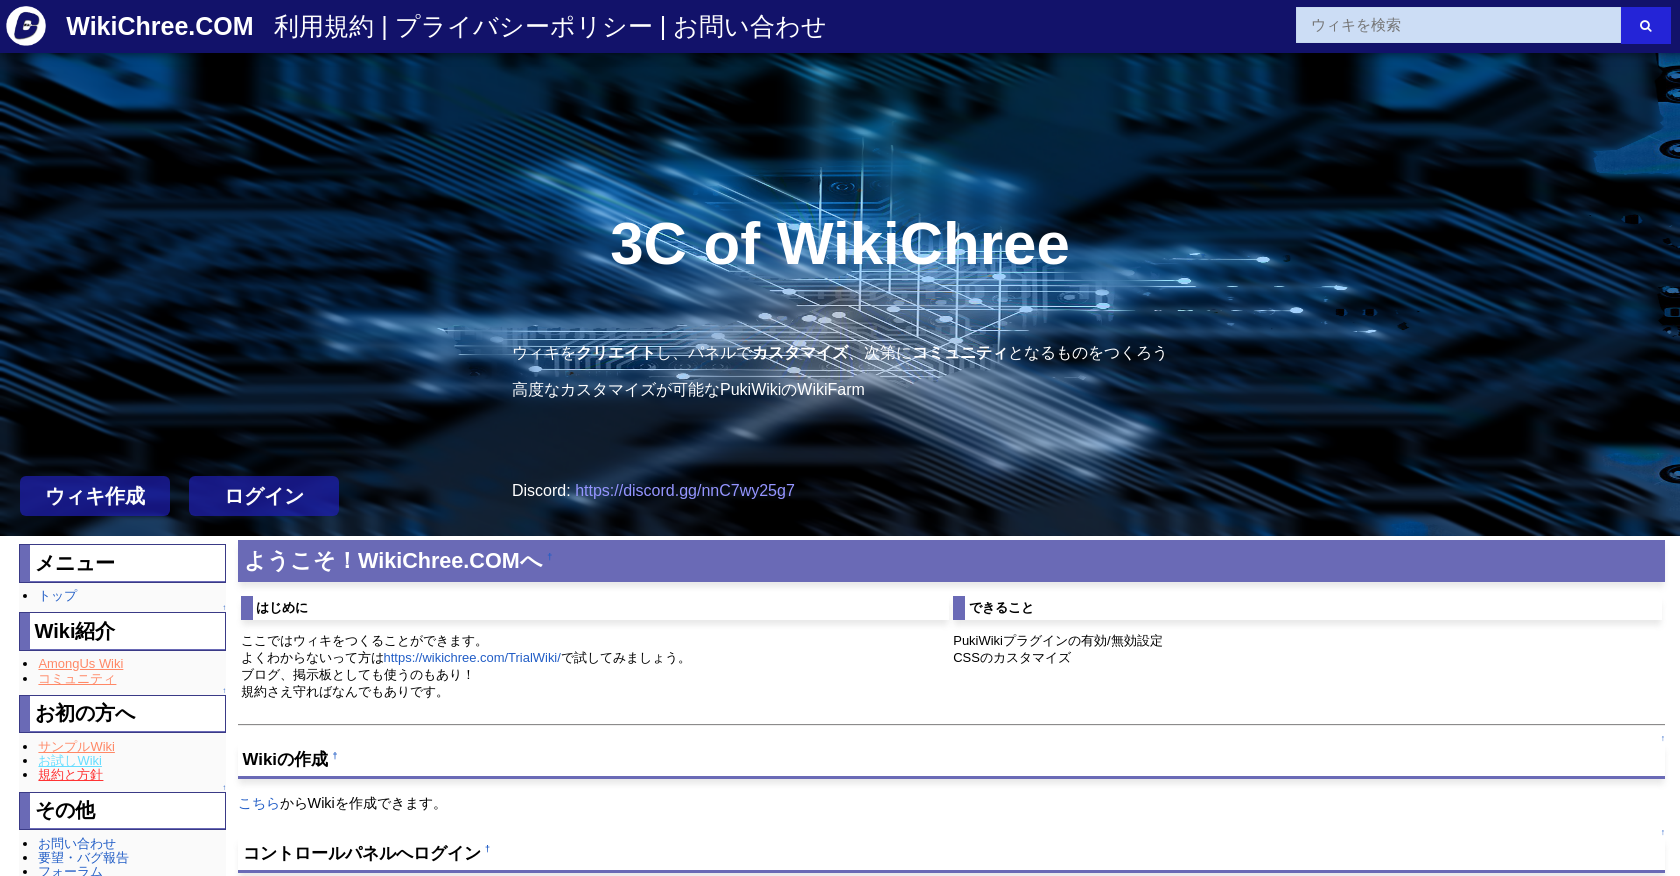 WikiChree.COM 利用規約 | プライバシーポリシー | お問い合わせ
ウィキを検索
3C of WikiChree
ウィキをクリエイトし、パネルでカスタマイズ、次第にコミュニティとなるものをつくろう
高度なカスタマイズが可能なPukiWikiのWikiFarm
Discord: https://discord.gg/nnC7wy25g7
ウィキ作成
ログイン
メニュー
トップ
Wiki紹介
AmongUs Wiki
コミュニティ
お初の方へ
サンプルWiki
お試しWiki
規約と方針
その他
お問い合わせ
要望・バグ報告
フォーラム
ようこそ！WikiChree.COMへ †
はじめに
ここではウィキをつくることができます。
よくわからないって方はhttps://wikichree.com/TrialWiki/で試してみましょう。
ブログ、掲示板としても使うのもあり！
規約さえ守ればなんでもありです。
できること
PukiWikiプラグインの有効/無効設定
CSSのカスタマイズ
Wikiの作成 †
こちらからWikiを作成できます。
コントロールパネルへログイン †